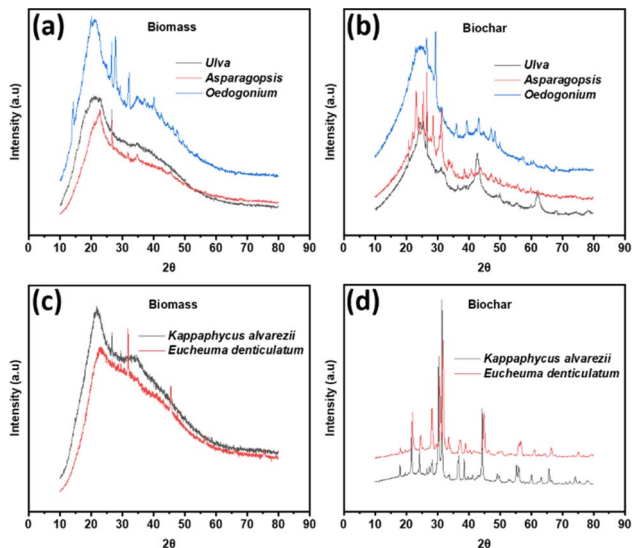 (a)
Biomass
Ulva
Asparagopsis
Oedogonium
Intensity (a.u)
0 10 20 30 40 50 60 70 80 90
2θ
(b)
Biochar
Ulva
Asparagopsis
Oedogonium
Intensity (a.u)
0 10 20 30 40 50 60 70 80 90
2θ
(c)
Biomass
Kappaphycus alvarezii
Eucheuma denticulatum
Intensity (a.u)
0 10 20 30 40 50 60 70 80 90
2θ
(d)
Biochar
Kappaphycus alvarezii
Eucheuma denticulatum
Intensity (a.u)
0 10 20 30 40 50 60 70 80 90
2θ